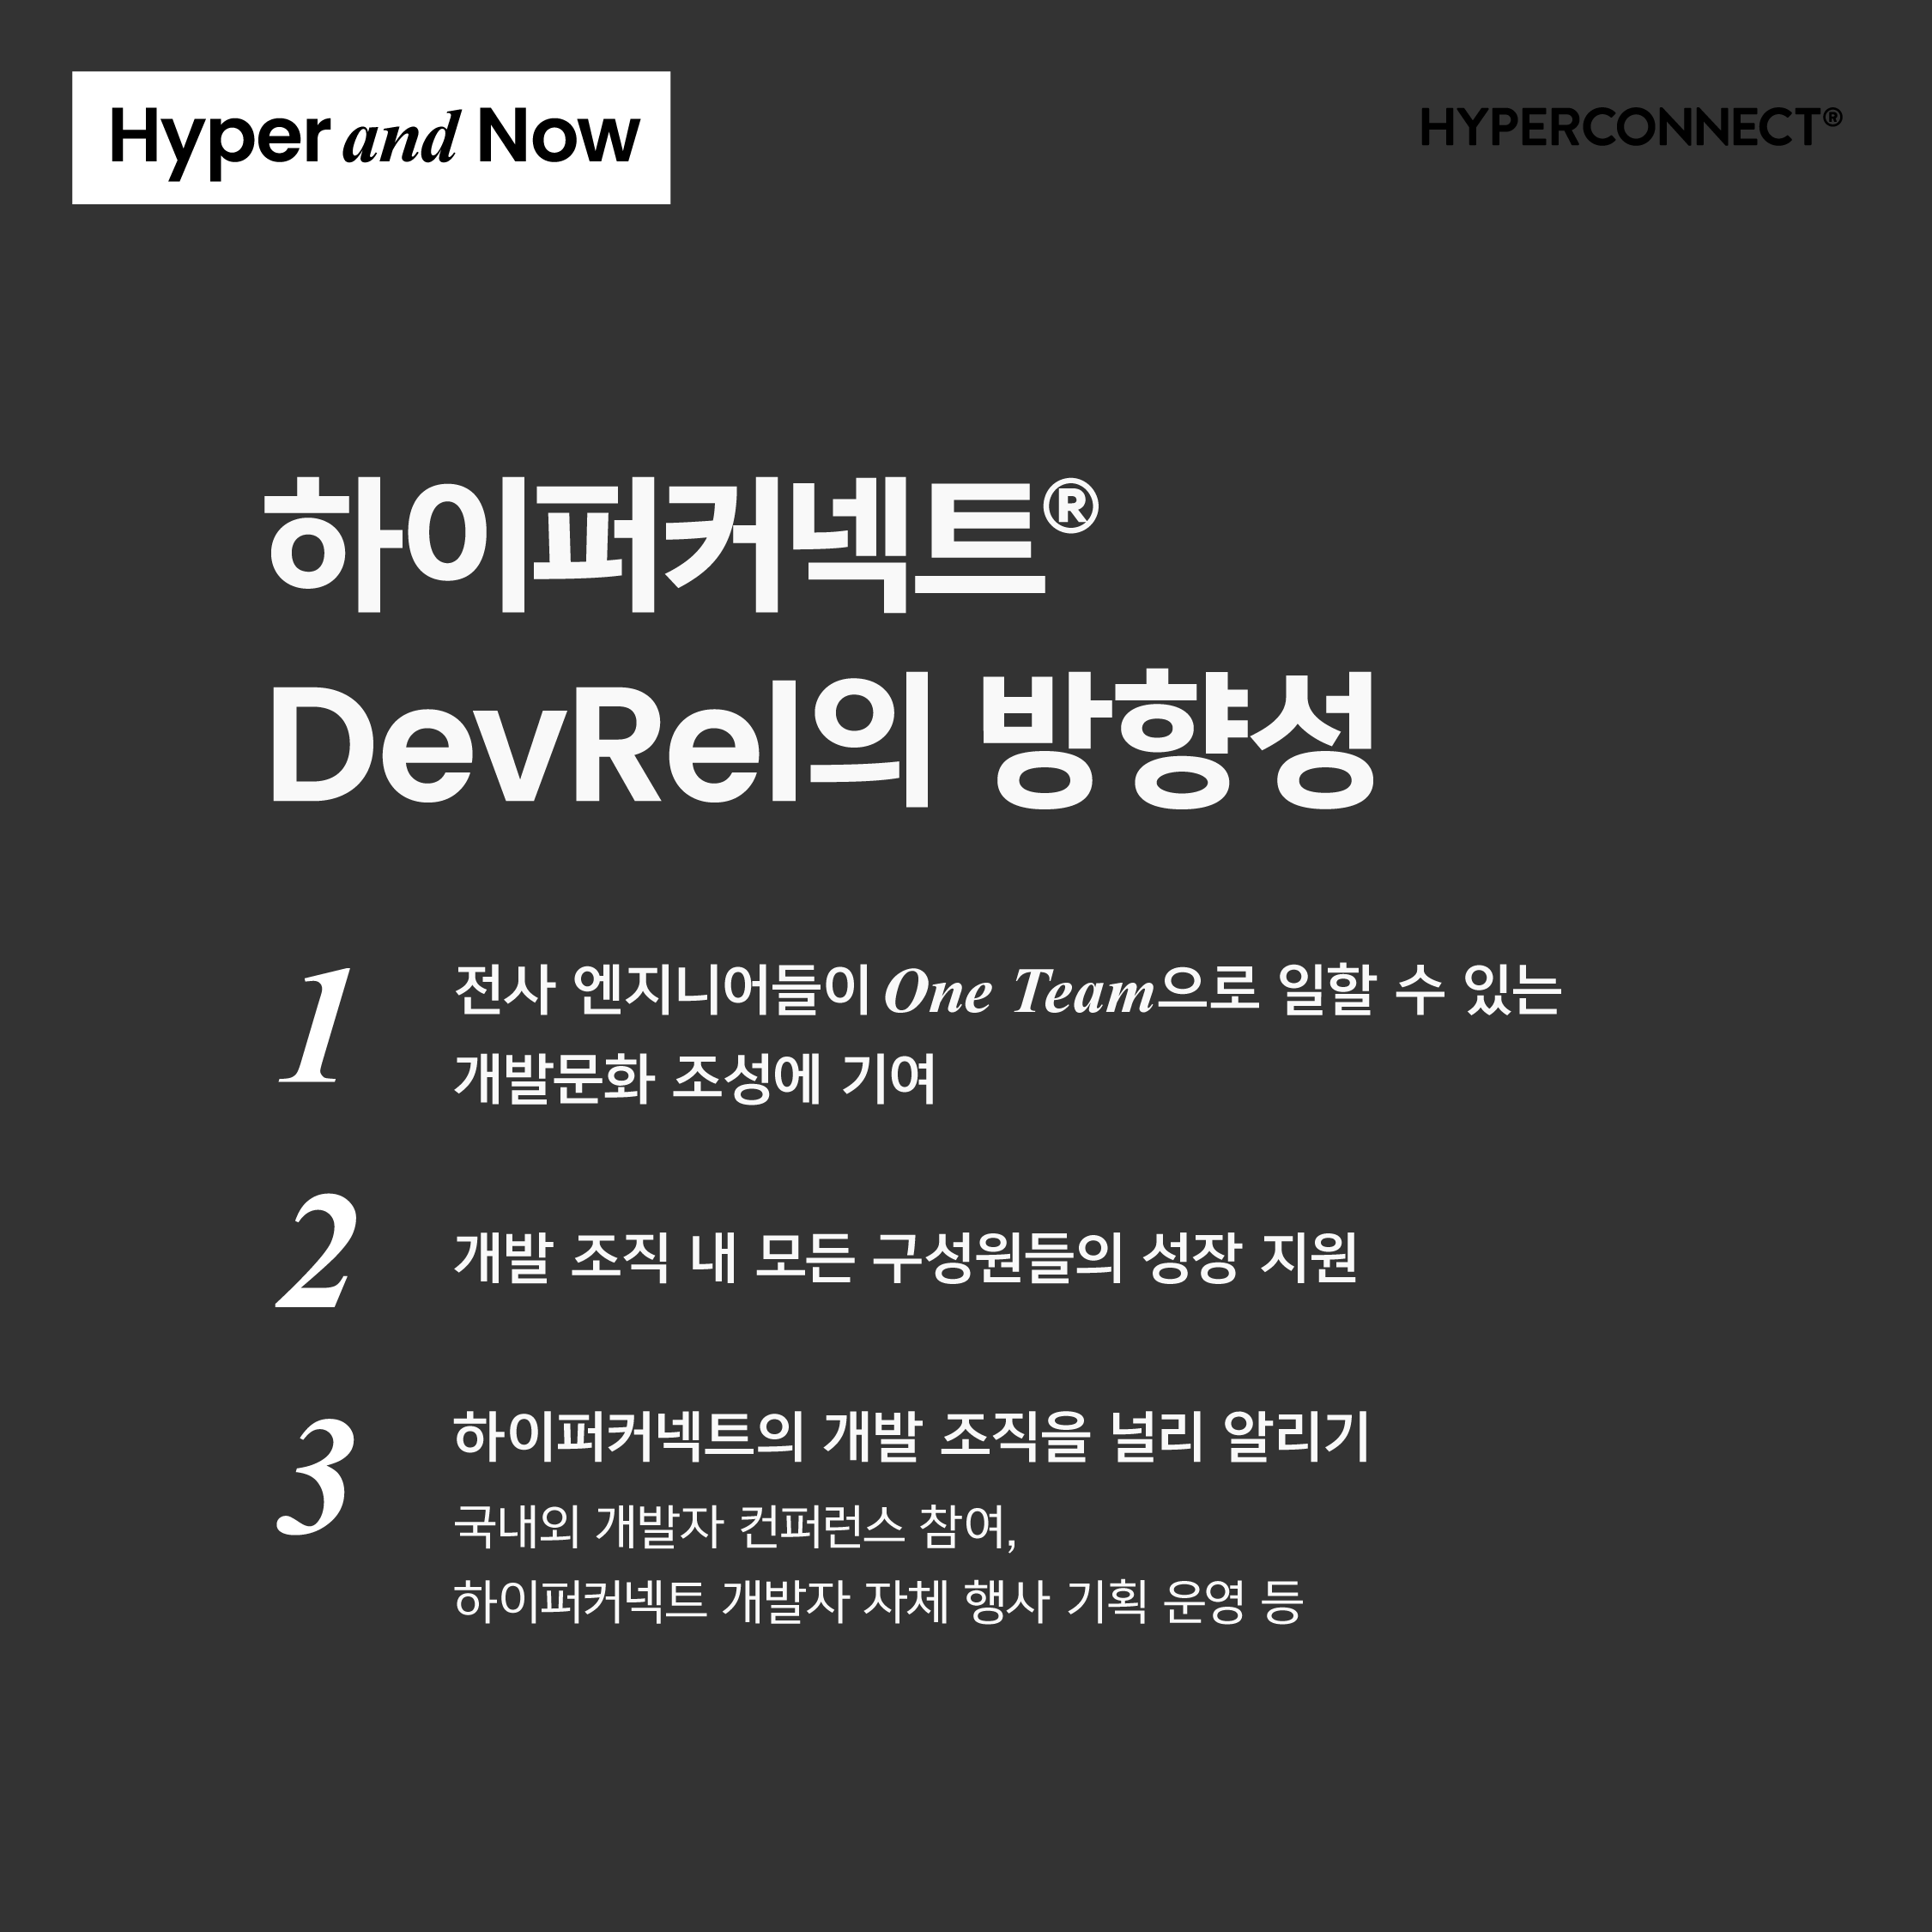 Hyper and Now
HYPERCONNECT®
하이퍼커넥트®
DevRel의 방향성
1
전사 엔지니어들이 One Team으로 일할 수 있는
개발문화 조성에 기여
2
개발 조직 내 모든 구성원들의 성장 지원
3
하이퍼커넥트의 개발 조직을 널리 알리기
국내외 개발자 컨퍼런스 참여,
하이퍼커넥트 개발자 자체 행사 기획 운영 등